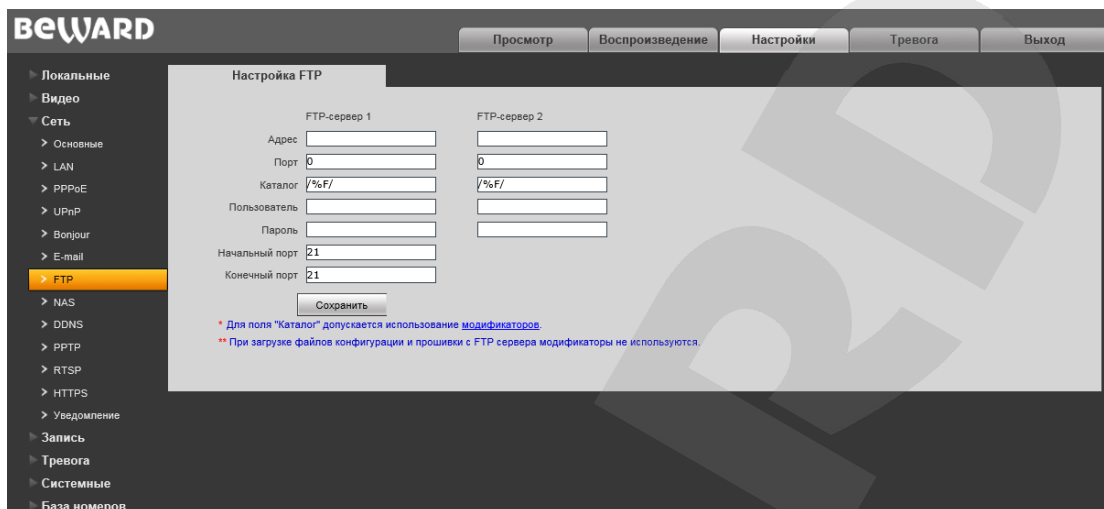 BEWARD
Просмотр Воспроизведение Настройки Тревога Выход
Локальные
Видео
Сеть
Основные
LAN
PPPoE
UPnP
Bonjour
E-mail
FTP
NAS
DDNS
PPTP
RTSP
HTTPS
Уведомление
Запись
Тревога
Системные
База номеров
Настройка FTP
FTP-сервер 1 FTP-сервер 2
Адрес
Порт 0 0
Каталог /%F/ /%F/
Пользователь
Пароль
Начальный порт 21
Конечный порт 21
Сохранить
* Для поля "Каталог" допускается использование модификаторов.
** При загрузке файлов конфигурации и прошивки с FTP сервера модификаторы не используются.